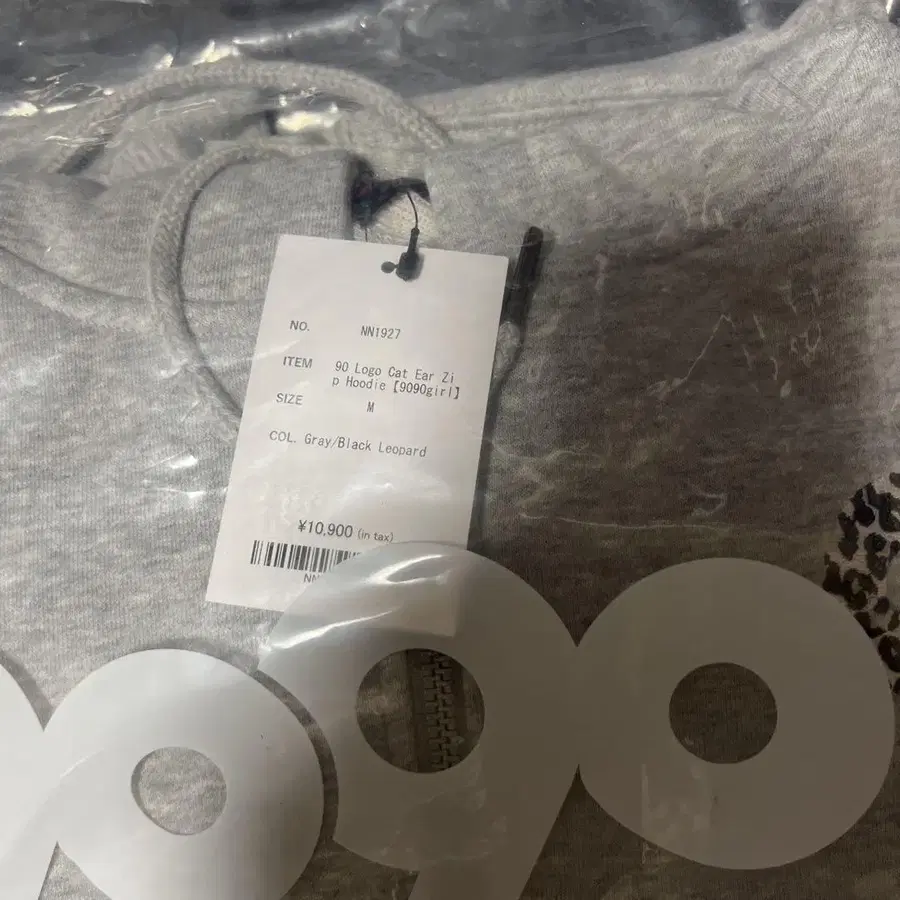 NO. NN1927
ITEM 90 Logo Cat Ear Zi
p Hoodie【9090girl】
SIZE M
COL. Gray/Black Leopard
¥10,900 (in tax)
NN
9090